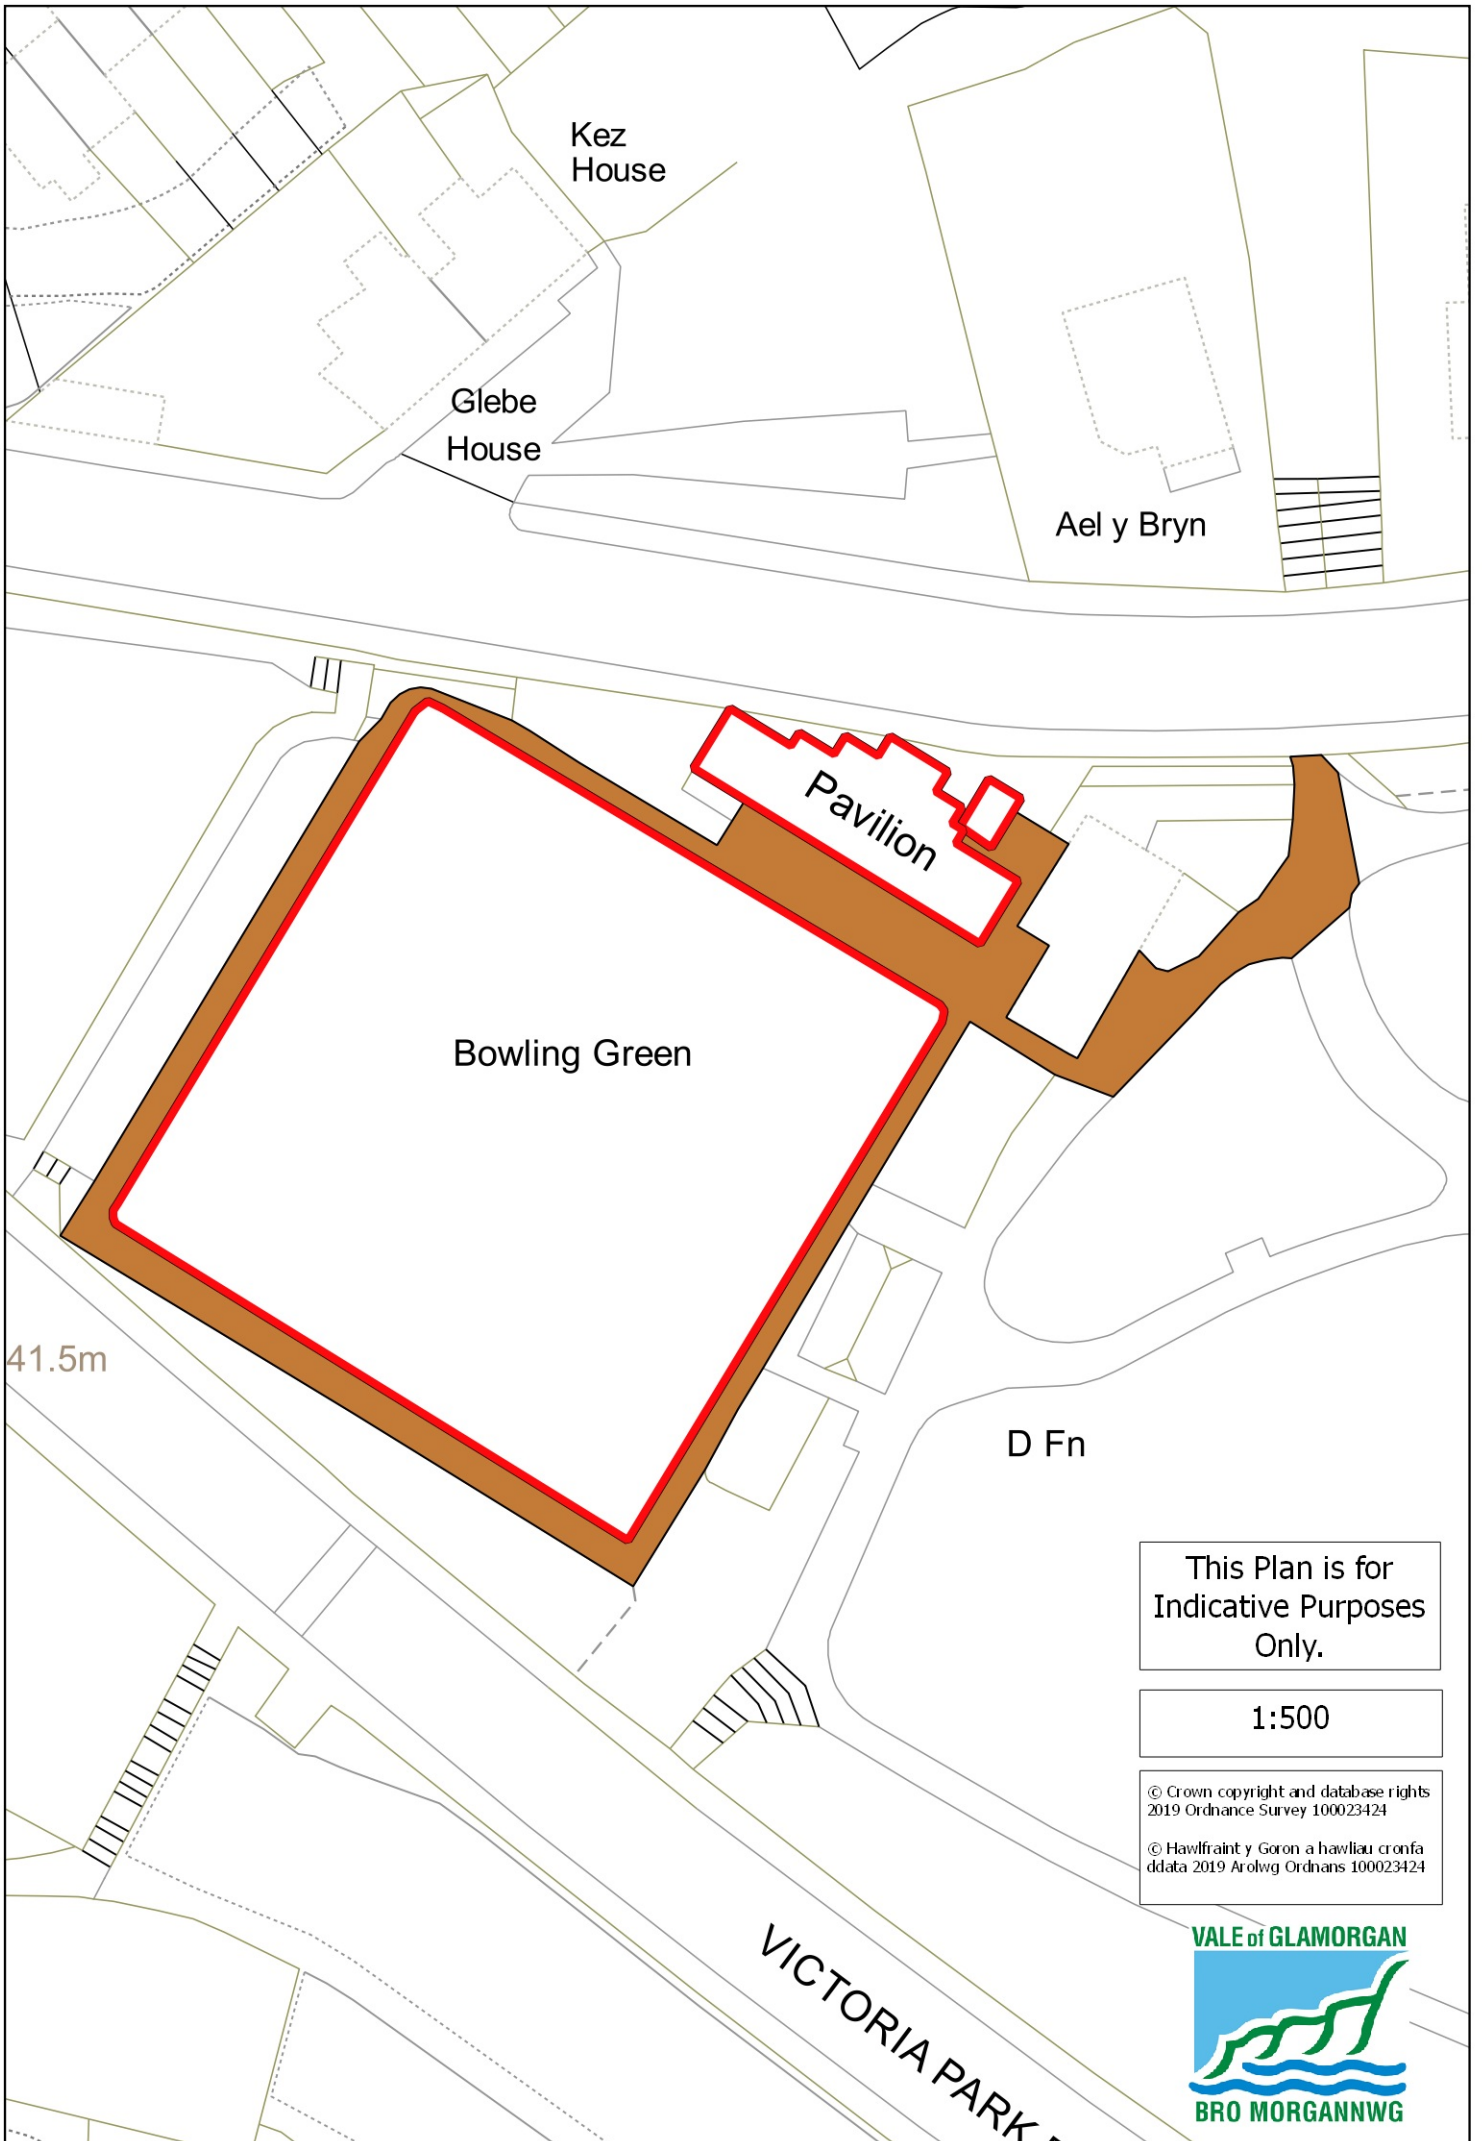 Kez
House
Glebe
House
Ael y Bryn
Pavilion
Bowling Green
41.5m
D Fn
This Plan is for
Indicative Purposes
Only.
1:500
© Crown copyright and database rights
2019 Ordnance Survey 100023424
© Hawlfraint y Goron a hawliau cronfa
ddata 2019 Arolwg Ordnans 100023424
VICTORIA PARK
VALE of GLAMORGAN
BRO MORGANNWG